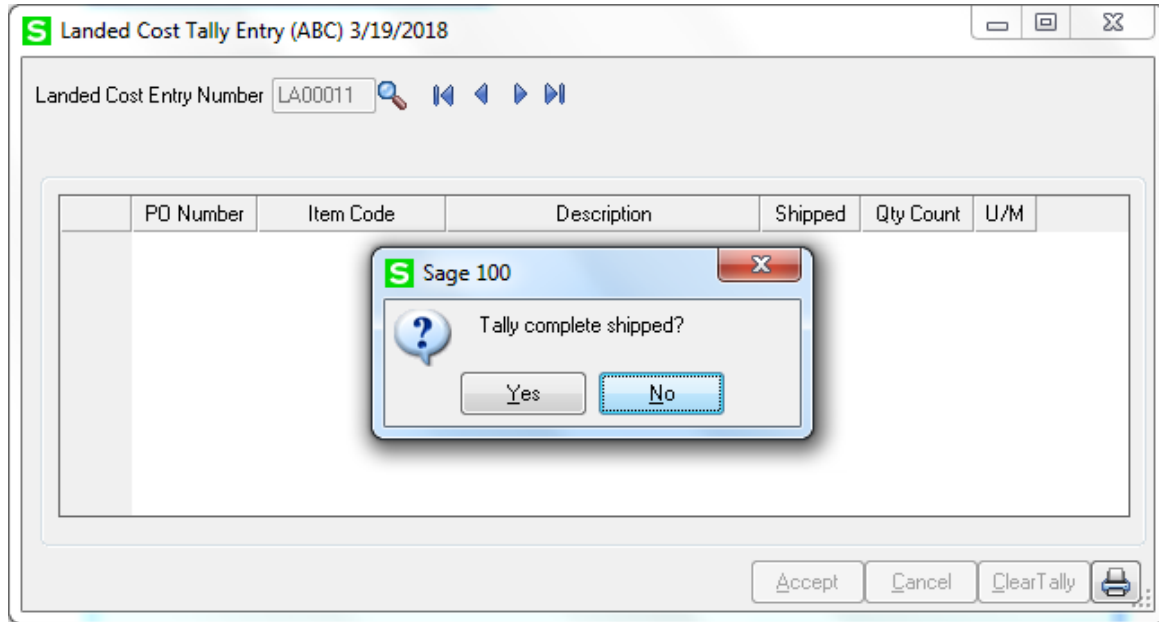 S Landed Cost Tally Entry (ABC) 3/19/2018
Landed Cost Entry Number LA00011
PO Number Item Code Description Shipped Qty Count U/M
S Sage 100
Tally complete shipped?
Yes No
Accept Cancel ClearTally